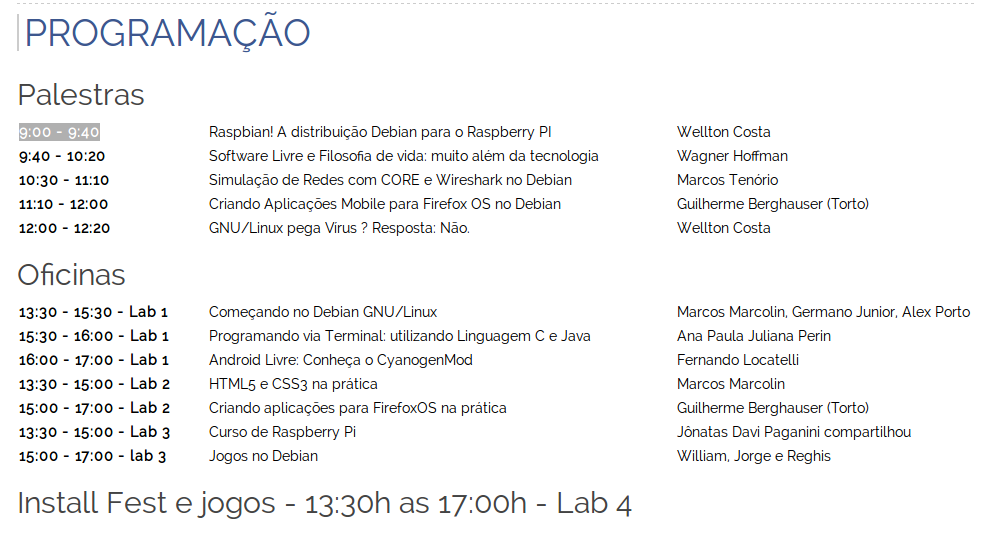 PROGRAMAÇÃO
Palestras
9:00 - 9:40 Raspbian! A distribuição Debian para o Raspberry PI Wellton Costa
9:40 - 10:20 Software Livre e Filosofia de vida: muito além da tecnologia Wagner Hoffman
10:30 - 11:10 Simulação de Redes com CORE e Wireshark no Debian Marcos Tenório
11:10 - 12:00 Criando Aplicações Mobile para Firefox OS no Debian Guilherme Berghauser (Torto)
12:00 - 12:20 GNU/Linux pega Vírus ? Resposta: Não. Wellton Costa
Oficinas
13:30 - 15:30 - Lab 1 Começando no Debian GNU/Linux Marcos Marcolin, Germano Junior, Alex Porto
15:30 - 16:00 - Lab 1 Programando via Terminal: utilizando Linguagem C e Java Ana Paula Juliana Perin
16:00 - 17:00 - Lab 1 Android Livre: Conheça o CyanogenMod Fernando Locatelli
13:30 - 15:00 - Lab 2 HTML5 e CSS3 na prática Marcos Marcolin
15:00 - 17:00 - Lab 2 Criando aplicações para FirefoxOS na prática Guilherme Berghauser (Torto)
13:30 - 15:00 - Lab 3 Curso de Raspberry Pi Jônatas Davi Paganini compartilhou
15:00 - 17:00 - lab 3 Jogos no Debian William, Jorge e Reghis
Install Fest e jogos - 13:30h as 17:00h - Lab 4